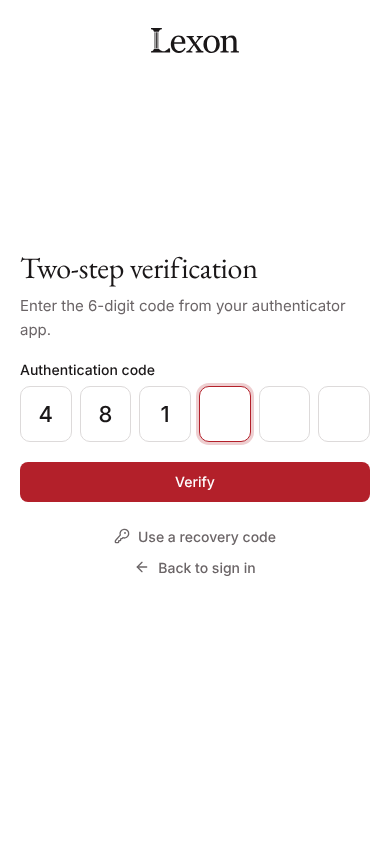 Lexon
Two-step verification
Enter the 6-digit code from your authenticator
app.
Authentication code
4 8 1
Verify
Use a recovery code
Back to sign in